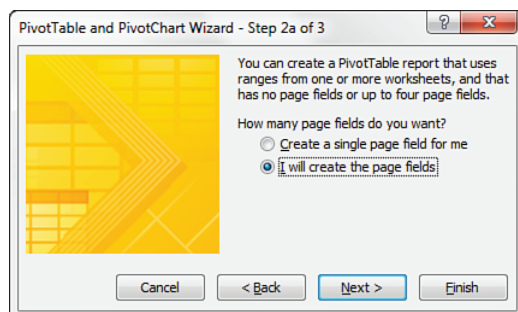 PivotTable and PivotChart Wizard - Step 2a of 3
?
X
You can create a PivotTable report that uses
ranges from one or more worksheets, and that
has no page fields or up to four page fields.
How many page fields do you want?
Create a single page field for me
I will create the page fields
Cancel < Back Next > Finish